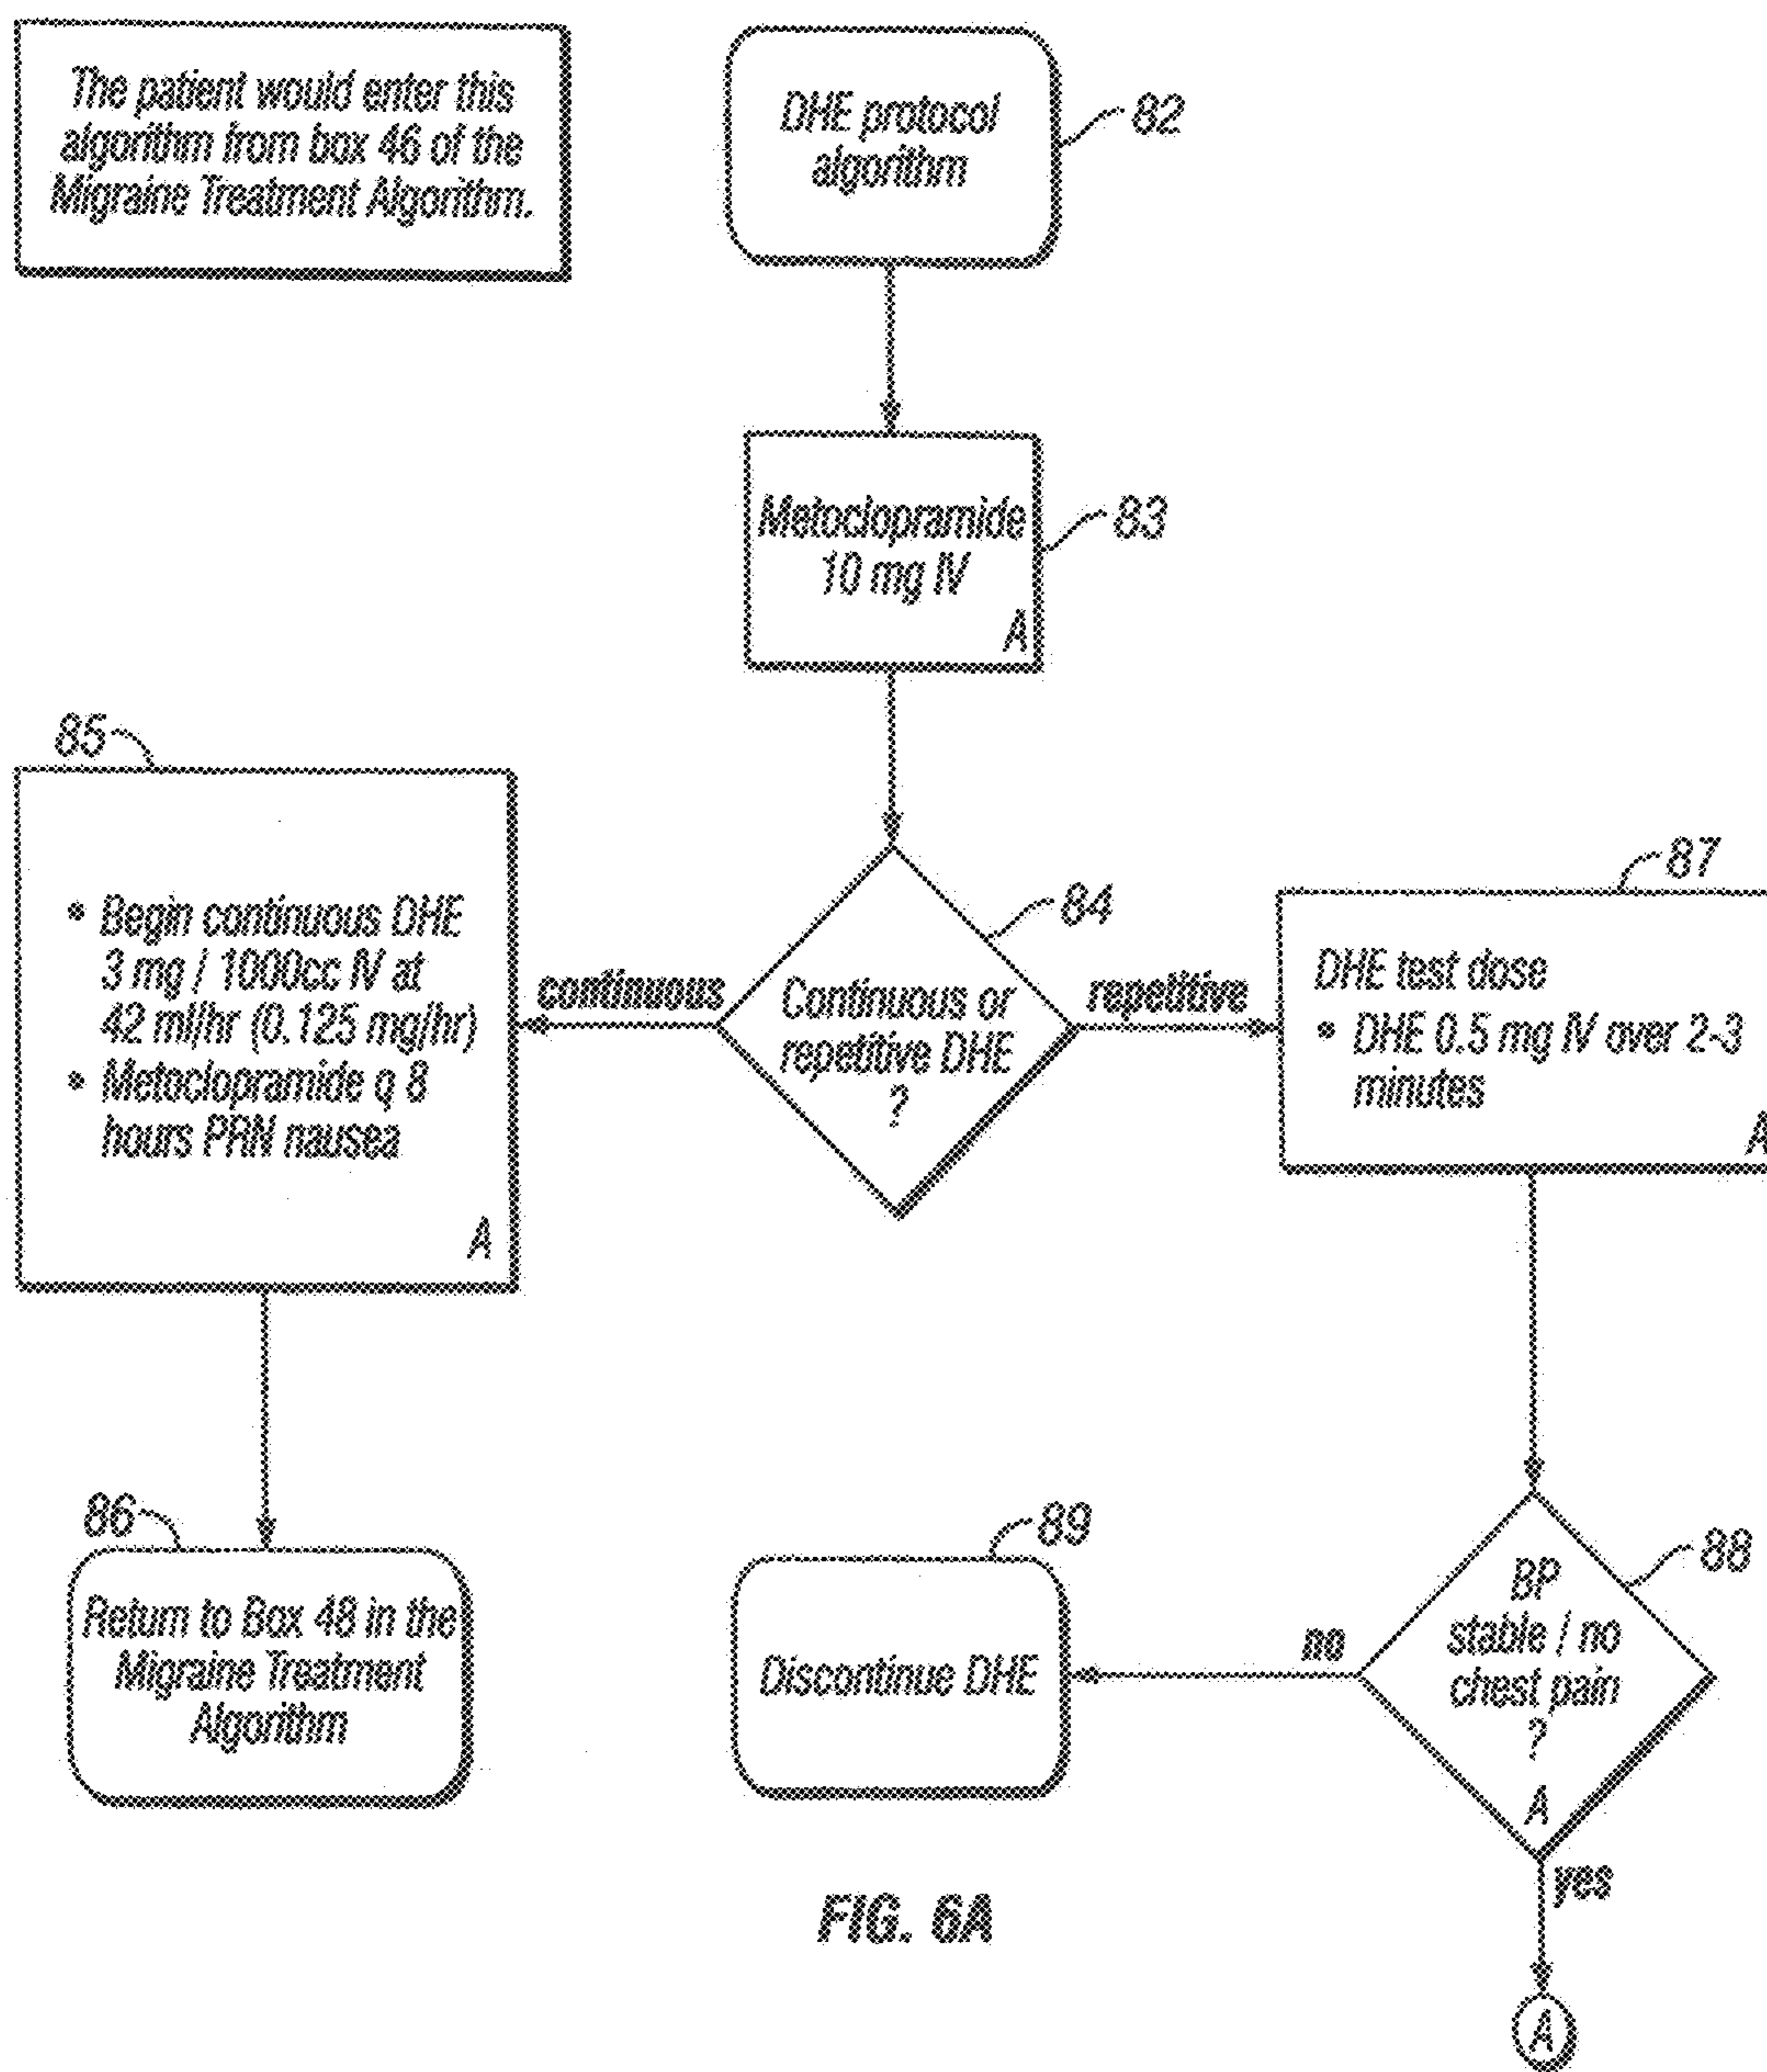 The patient would enter this
algorithm from box 46 of the
Migraine Treatment Algorithm.
DHE protocol
algorithm
82
Metoclopramide
10 mg IV
A
83
85
• Begin continuous DHE
3 mg / 1000cc IV at
42 ml/hr (0.125 mg/hr)
• Metoclopramide q 8
hours PRN nausea
A
continuous
84
Continuous or
repetitive DHE
?
repetitive
87
DHE test dose
• DHE 0.5 mg IV over 2-3
minutes
A
86
Return to Box 48 in the
Migraine Treatment
Algorithm
89
Discontinue DHE
no
88
BP
stable / no
chest pain
?
A
yes
A
FIG. 6A